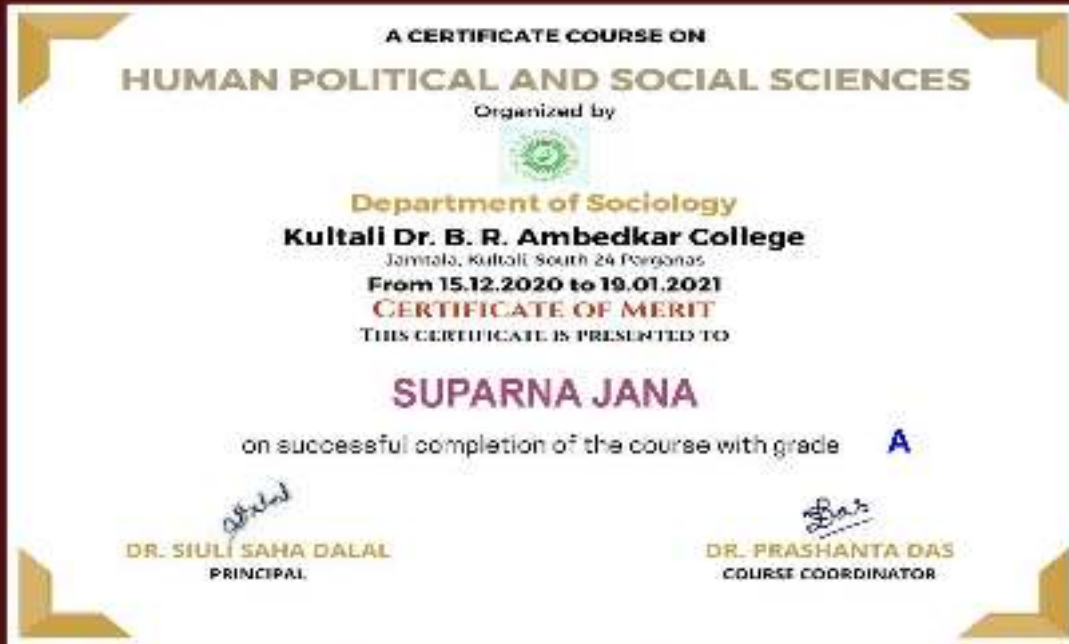 A CERTIFICATE COURSE ON
HUMAN POLITICAL AND SOCIAL SCIENCES
Organized by
Department of Sociology
Kultali Dr. B. R. Ambedkar College
Jamtala, Kultali, South 24 Parganas
From 15.12.2020 to 19.01.2021
CERTIFICATE OF MERIT
THIS CERTIFICATE IS PRESENTED TO
SUPARNA JANA
on successful completion of the course with grade A
Dalal Das
DR. SIULI SAHA DALAL DR. PRASHANTA DAS
PRINCIPAL COURSE COORDINATOR